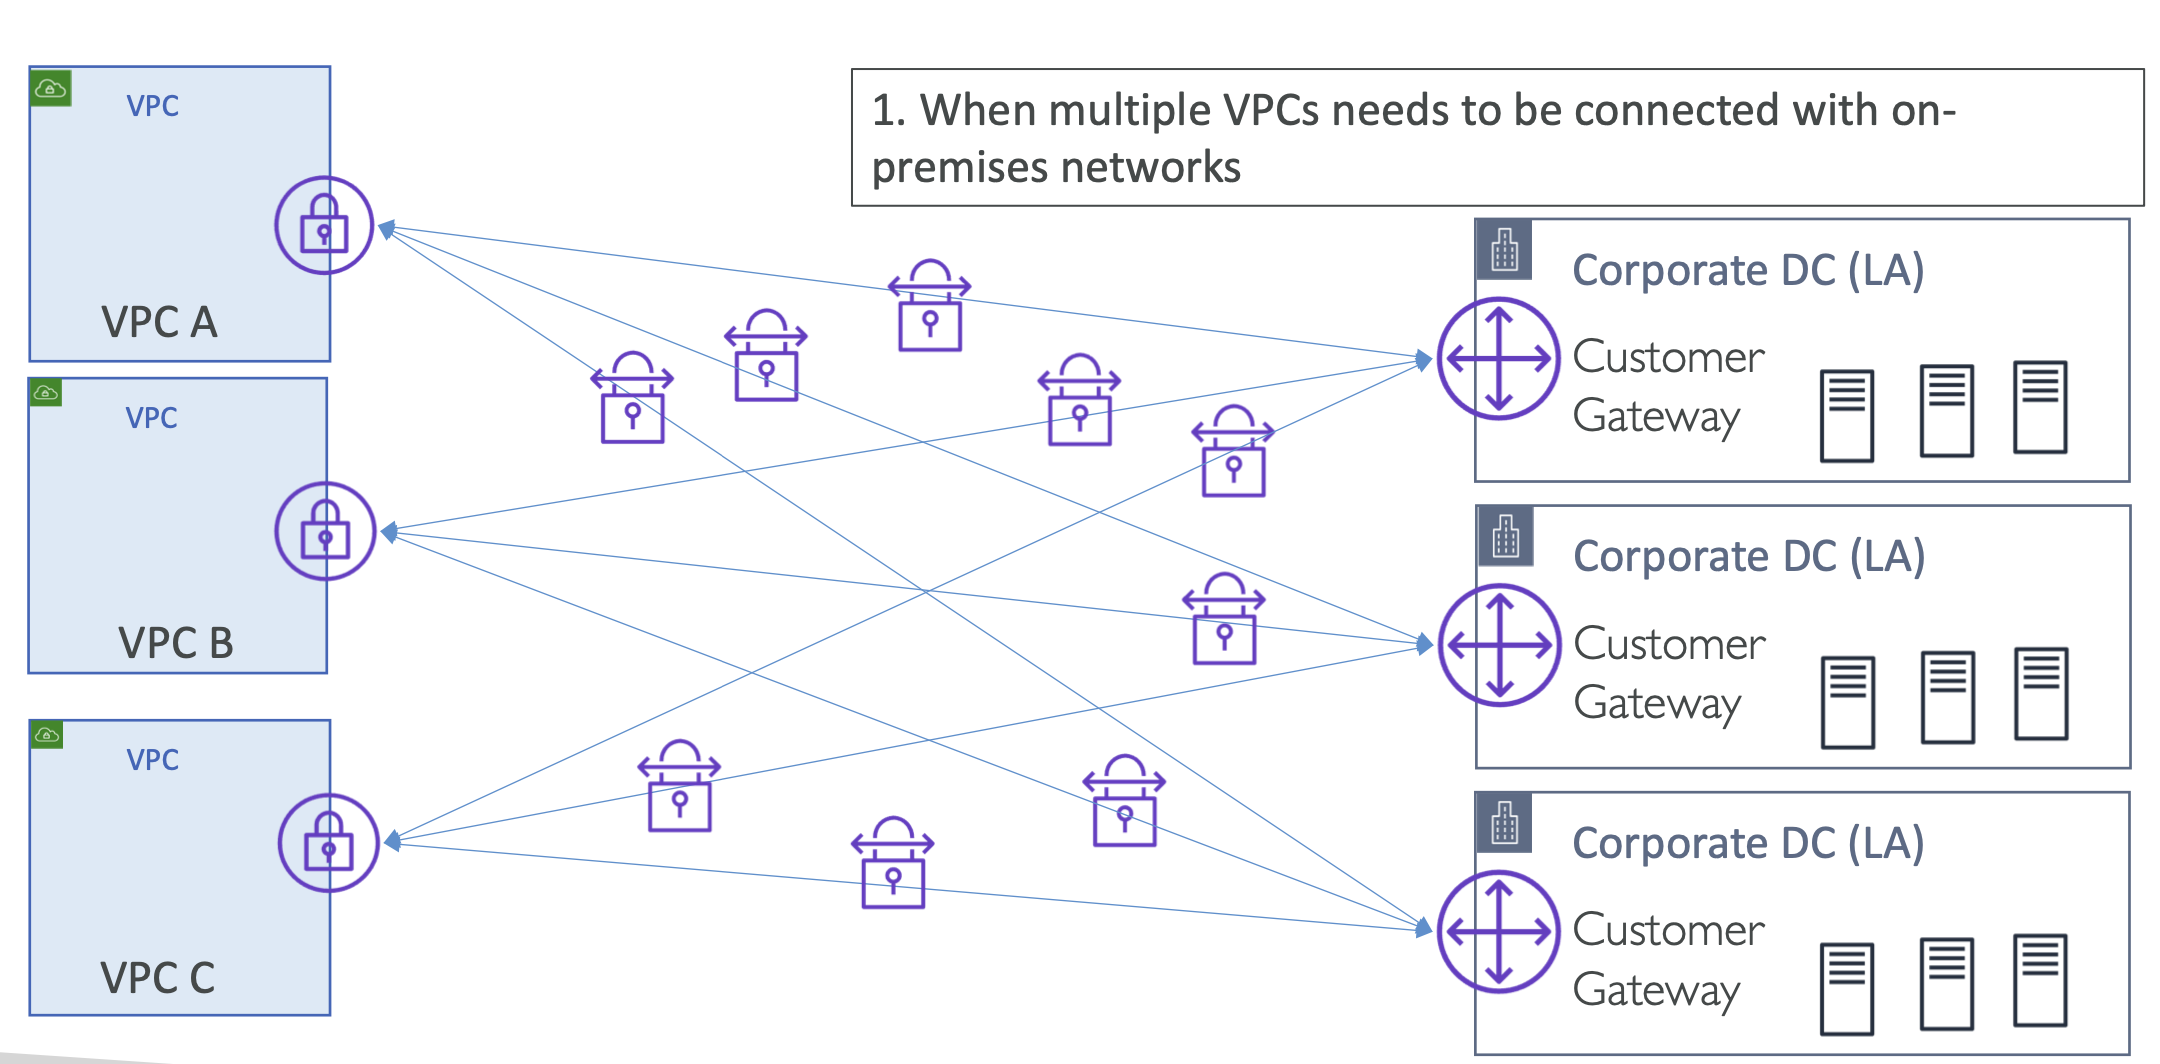 1. When multiple VPCs needs to be connected with on-
premises networks
VPC
VPC A
VPC
VPC B
VPC
VPC C
Corporate DC (LA)
Customer
Gateway
Corporate DC (LA)
Customer
Gateway
Corporate DC (LA)
Customer
Gateway